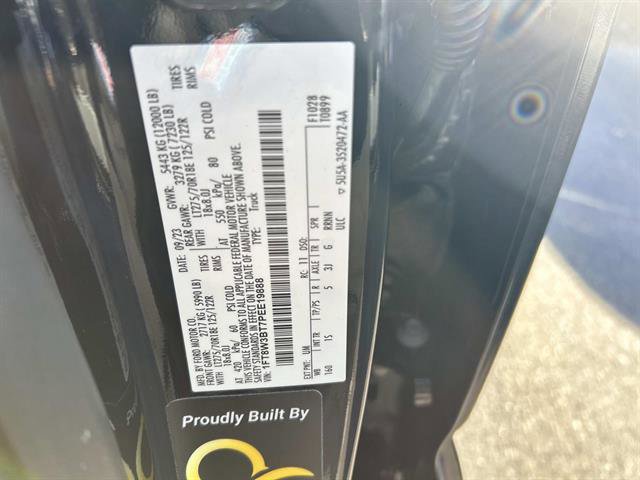 MFD. BY FORD MOTOR CO. DATE: 09/23 GVWR: 5443 KG (12000 LB)
FRONT GAWR: 2717 KG (5990 LB) REAR GAWR: 3279 KG (7230 LB)
LT275/70R18E 125/122R TIRES WITH LT275/70R18E 125/122R TIRES
18x8.0J RIMS 18x8.0J RIMS
AT 420 kPa/ 60 PSI COLD AT 550 kPa/ 80 PSI COLD
THIS VEHICLE CONFORMS TO ALL APPLICABLE FEDERAL MOTOR VEHICLE
SAFETY STANDARDS IN EFFECT ON THE DATE OF MANUFACTURE SHOWN ABOVE.
VIN: 1FT8W3BT7PEE19888 TYPE: Truck
F1028
10899
EXT PNT: UM RC: 11 DSO:
WB INT TR TP/PS R AXLE TR SPR
160 1S 5 3J G RRNN
ULC
5U5A-3520472-AA
Proudly Built By